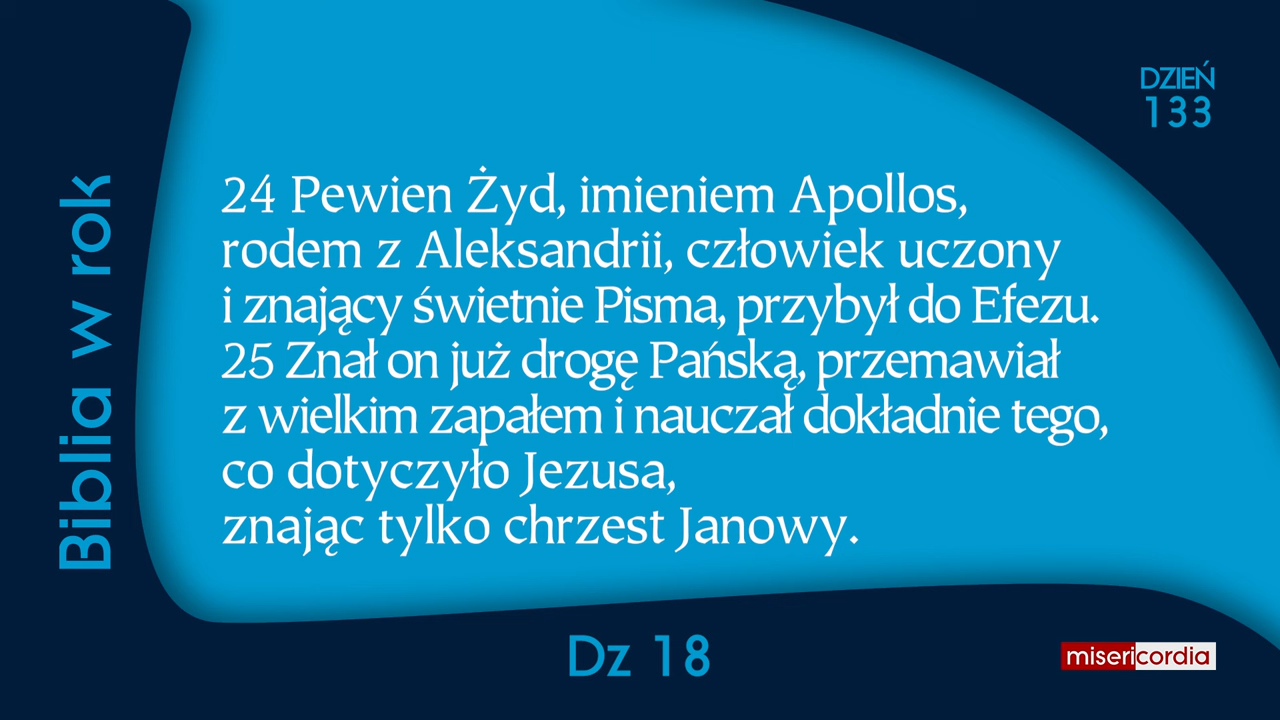 DZIEŃ
133
Biblia w rok
24 Pewien Żyd, imieniem Apollos,
rodem z Aleksandrii, człowiek uczony
i znający świetnie Pisma, przybył do Efezu.
25 Znał on już drogę Pańską, przemawiał
z wielkim zapałem i nauczał dokładnie tego,
co dotyczyło Jezusa,
znając tylko chrzest Janowy.
Dz 18
misericordia